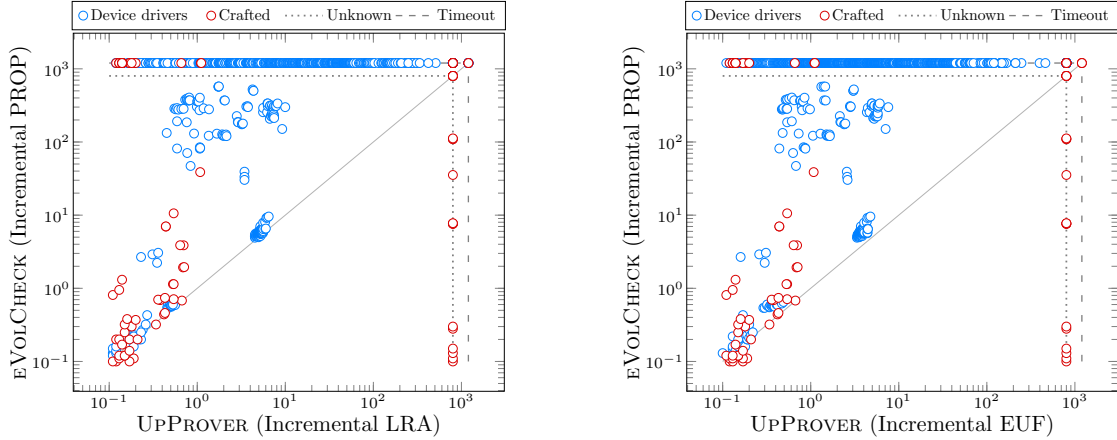 Device drivers Crafted Unknown Timeout
10^3
10^2
10^1
10^0
10^−1
10^−1 10^0 10^1 10^2 10^3
EVOLCHECK (Incremental PROP)
UPPROVER (Incremental LRA)
Device drivers Crafted Unknown Timeout
10^3
10^2
10^1
10^0
10^−1
10^−1 10^0 10^1 10^2 10^3
EVOLCHECK (Incremental PROP)
UPPROVER (Incremental EUF)